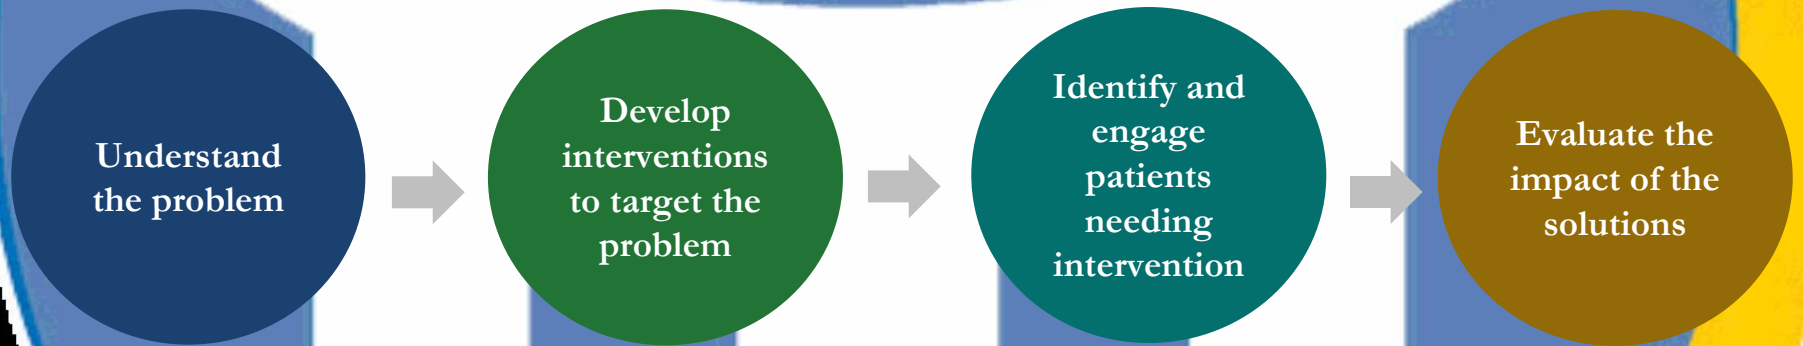 Understand
the problem
Develop
interventions
to target the
problem
Identify and
engage
patients
needing
intervention
Evaluate the
impact of the
solutions